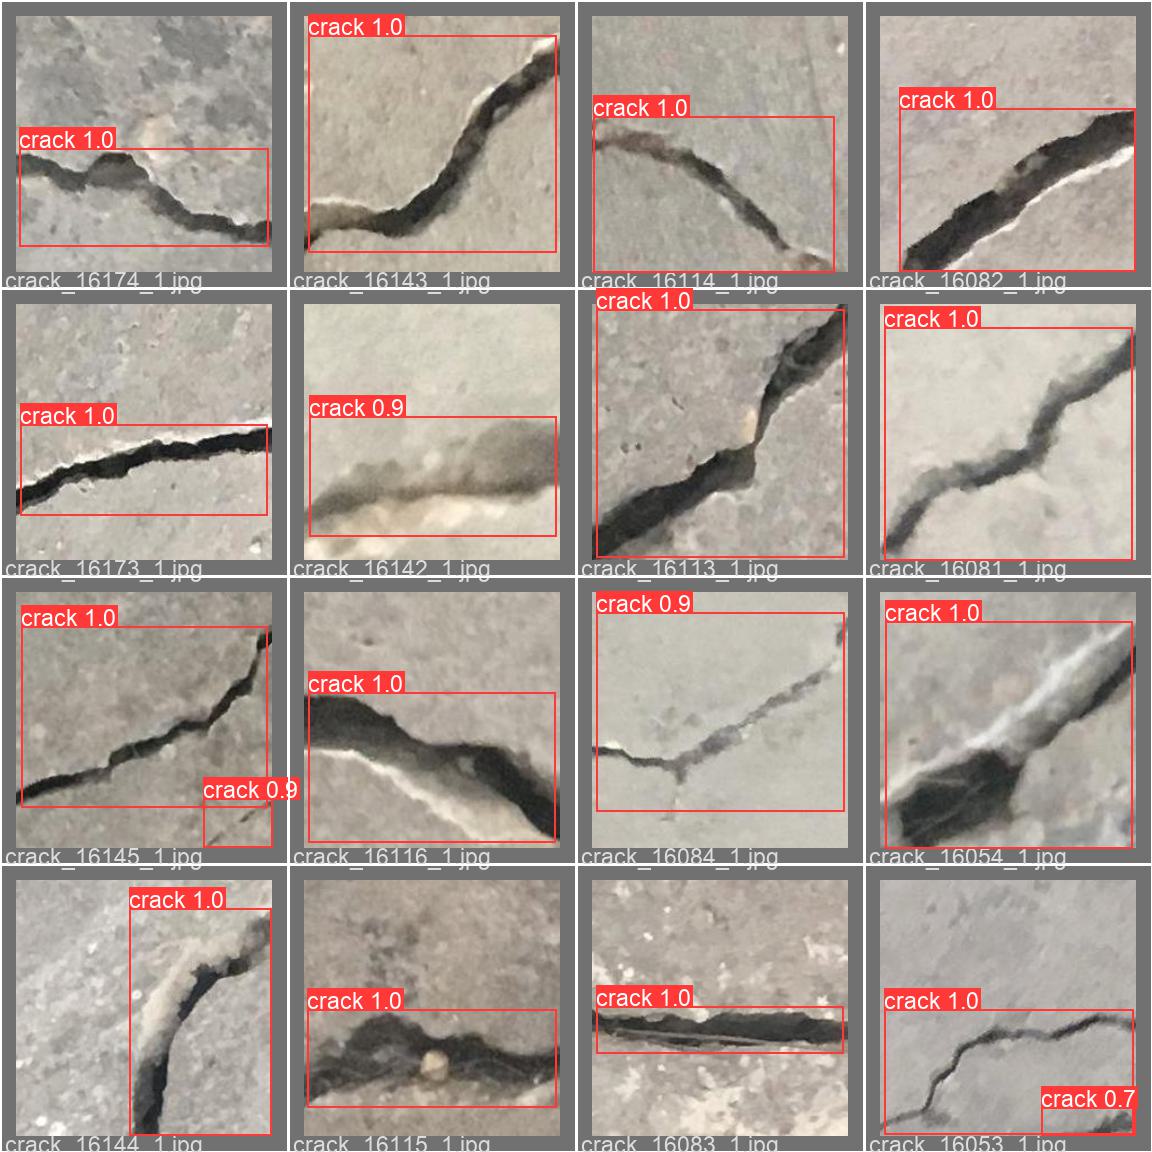 crack 1.0
crack_16174_1.jpg
crack 1.0
crack_16143_1.jpg
crack 1.0
crack_16114_1.jpg
crack 1.0
crack_16082_1.jpg
crack 1.0
crack_16173_1.jpg
crack 0.9
crack_16142_1.jpg
crack 1.0
crack_16113_1.jpg
crack 1.0
crack_16081_1.jpg
crack 1.0
crack 0.9
crack_16145_1.jpg
crack 1.0
crack_16116_1.jpg
crack 0.9
crack_16084_1.jpg
crack 1.0
crack_16054_1.jpg
crack 1.0
crack_16144_1.jpg
crack 1.0
crack_16115_1.jpg
crack 1.0
crack_16083_1.jpg
crack 1.0
crack 0.7
crack_16053_1.jpg